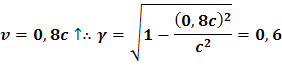 v = 0,8c ↑∴ γ = √(1 − (0,8c)²/c²) = 0,6